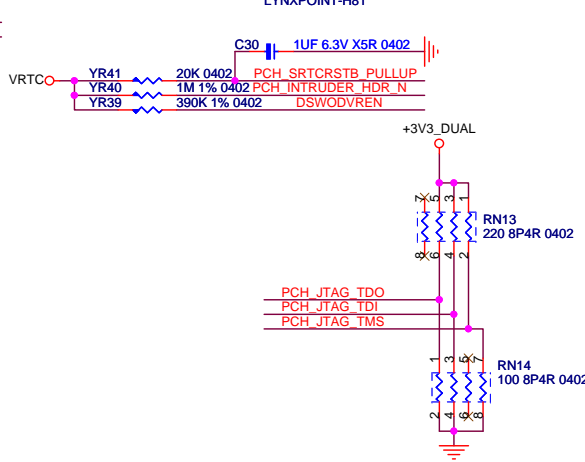 LYNXPOINT-H81
C30 1UF 6.3V X5R 0402
VRTC YR41 20K 0402 PCH_SRTCRSTB_PULLUP
YR40 1M 1% 0402 PCH_INTRUDER_HDR_N
YR39 390K 1% 0402 DSWODVREN
+3V3_DUAL
7 5 3 1
RN13
220 8P4R 0402
8 6 4 2
PCH_JTAG_TDO
PCH_JTAG_TDI
PCH_JTAG_TMS
1 3 5 7
RN14
100 8P4R 0402
2 4 6 8